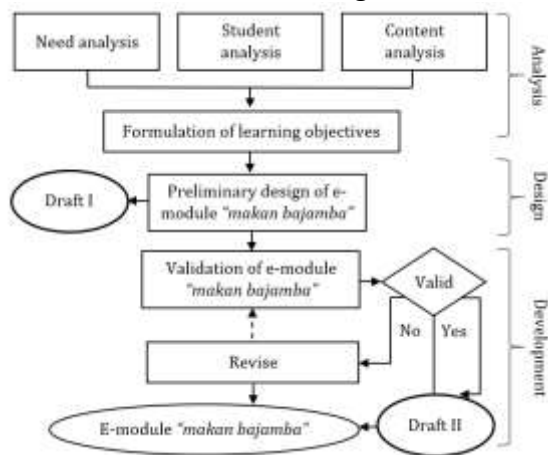 Need analysis
Student
analysis
Content
analysis
Analysis
Formulation of learning objectives
Draft I
Preliminary design of e-
module "makan bajamba"
Design
Validation of e-module
"makan bajamba"
Valid
No
Yes
Revise
Development
E-module "makan bajamba"
Draft II